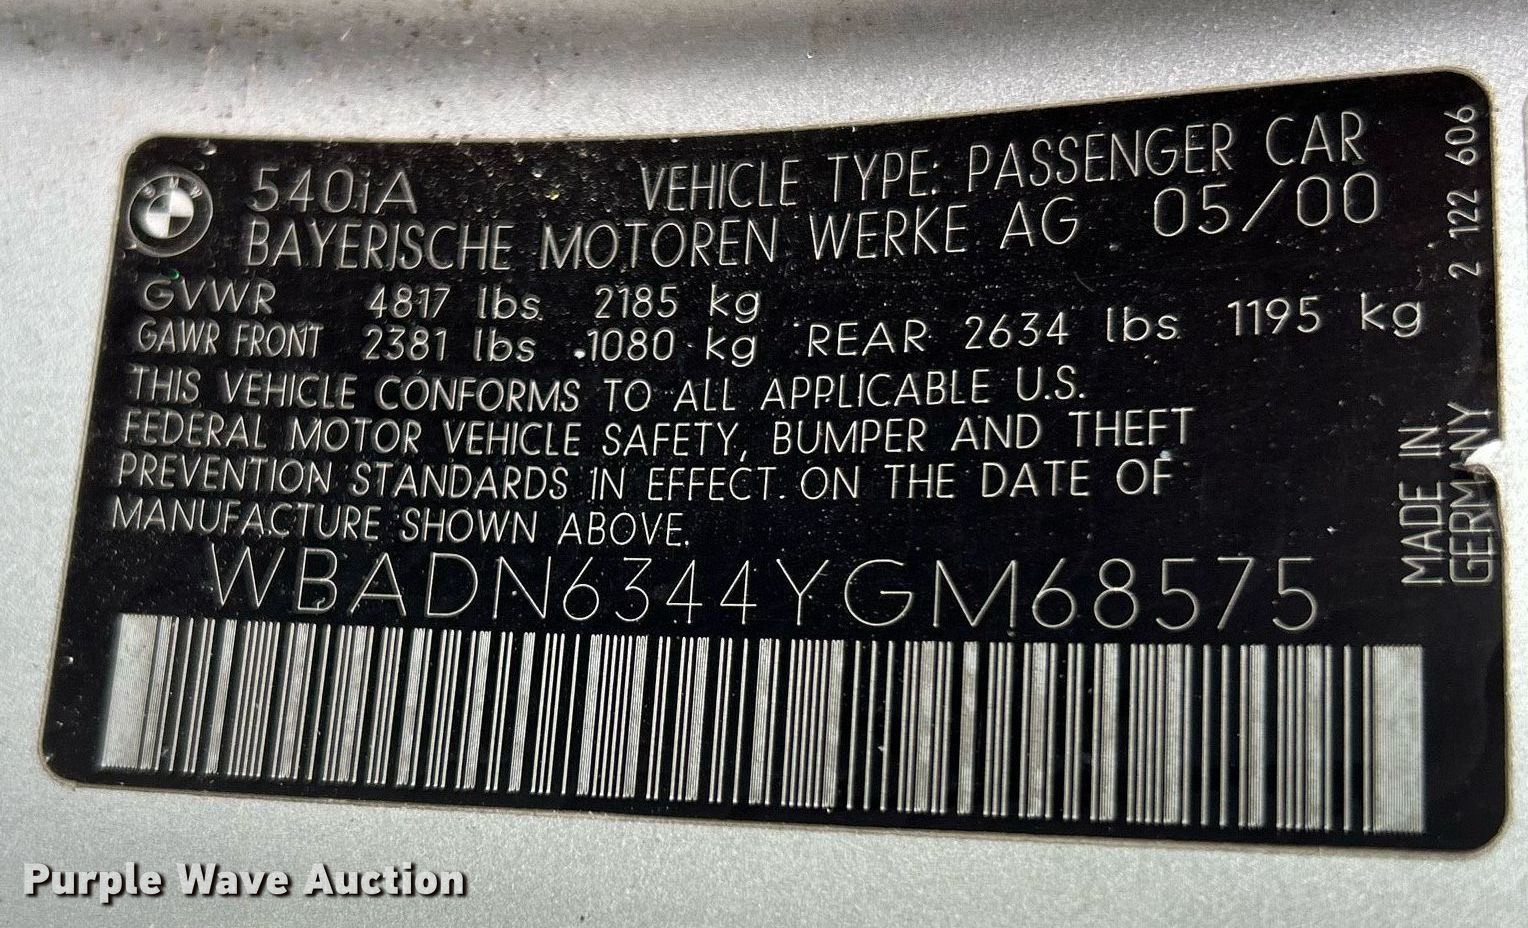 540iA VEHICLE TYPE: PASSENGER CAR
BAYERISCHE MOTOREN WERKE AG 05/00
GVWR 4817 lbs 2185 kg
GAWR FRONT 2381 lbs 1080 kg REAR 2634 lbs 1195 kg
THIS VEHICLE CONFORMS TO ALL APPLICABLE U.S.
FEDERAL MOTOR VEHICLE SAFETY, BUMPER AND THEFT
PREVENTION STANDARDS IN EFFECT ON THE DATE OF
MANUFACTURE SHOWN ABOVE.
WBADN6344YGM68575
2 122 606
MADE IN
GERMANY
Purple Wave Auction